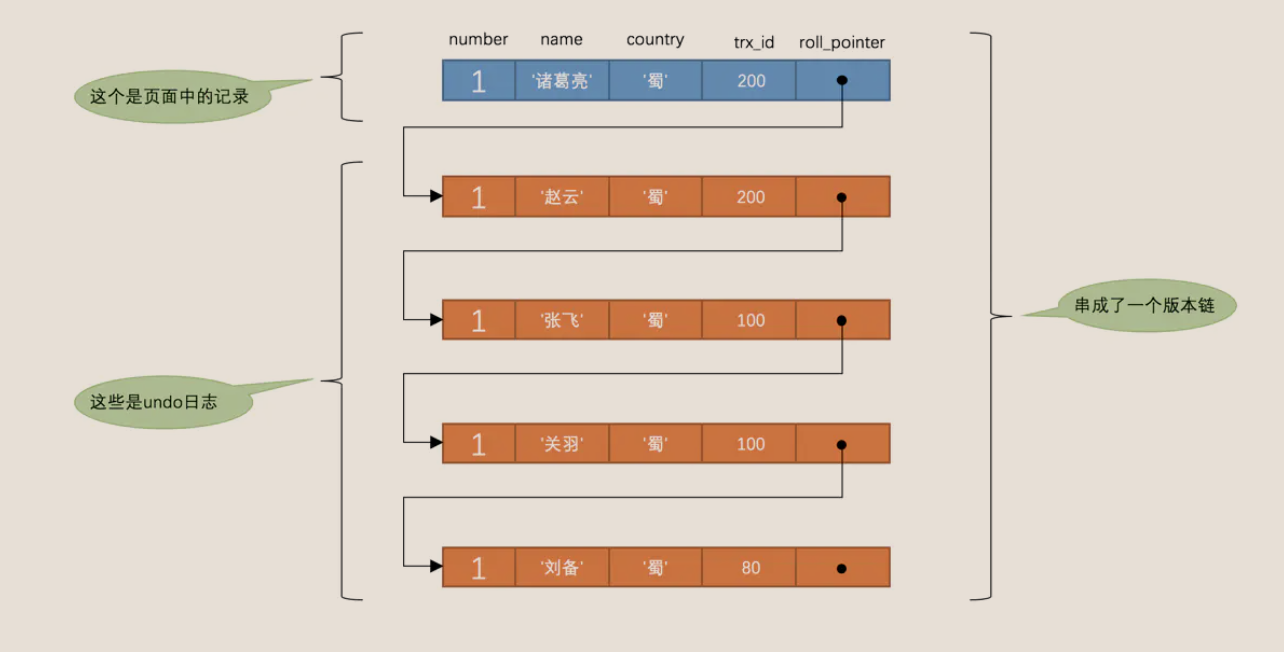 number name country trx_id roll_pointer
1 '诸葛亮' '蜀' 200
这个是页面中的记录
1 '赵云' '蜀' 200
1 '张飞' '蜀' 100
串成了一个版本链
这些是undo日志
1 '关羽' '蜀' 100
1 '刘备' '蜀' 80